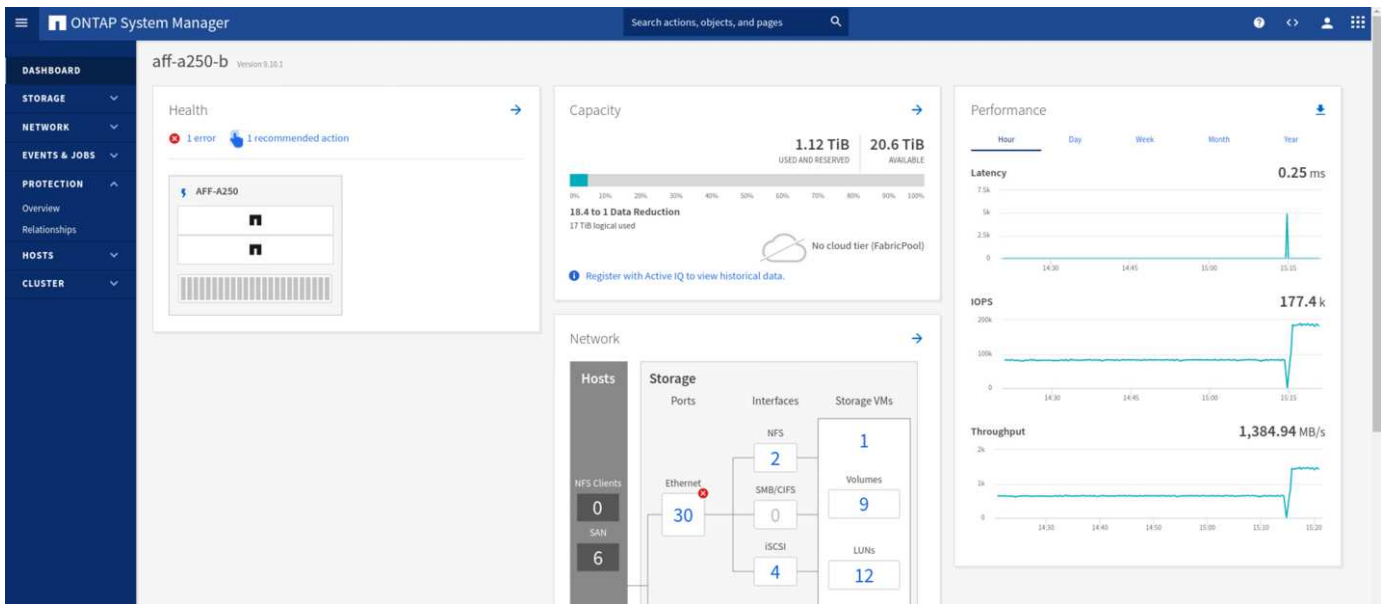 ONTAP System Manager
Search actions, objects, and pages
DASHBOARD
STORAGE
NETWORK
EVENTS & JOBS
PROTECTION
Overview
Relationships
HOSTS
CLUSTER
aff-a250-b Version 9.10.1
Health
1 error 1 recommended action
AFF-A250
Capacity
1.12 TiB 20.6 TiB
USED AND RESERVED AVAILABLE
0% 10% 20% 30% 40% 50% 60% 70% 80% 90% 100%
18.4 to 1 Data Reduction
17 TiB logical used
No cloud tier (FabricPool)
Register with Active IQ to view historical data.
Network
Hosts
NFS Clients
0
SAN
6
Storage
Ports Interfaces Storage VMs
Ethernet
30
NFS
2
SMB/CIFS
0
iSCSI
4
1
Volumes
9
LUNs
12
Performance
Hour Day Week Month Year
Latency 0.25 ms
7.5k
5k
2.5k
0
14:30 14:45 15:00 15:15
IOPS 177.4 k
200k
100k
0
14:30 14:45 15:00 15:15
Throughput 1,384.94 MB/s
2k
1k
0
14:30 14:40 14:50 15:00 15:10 15:20